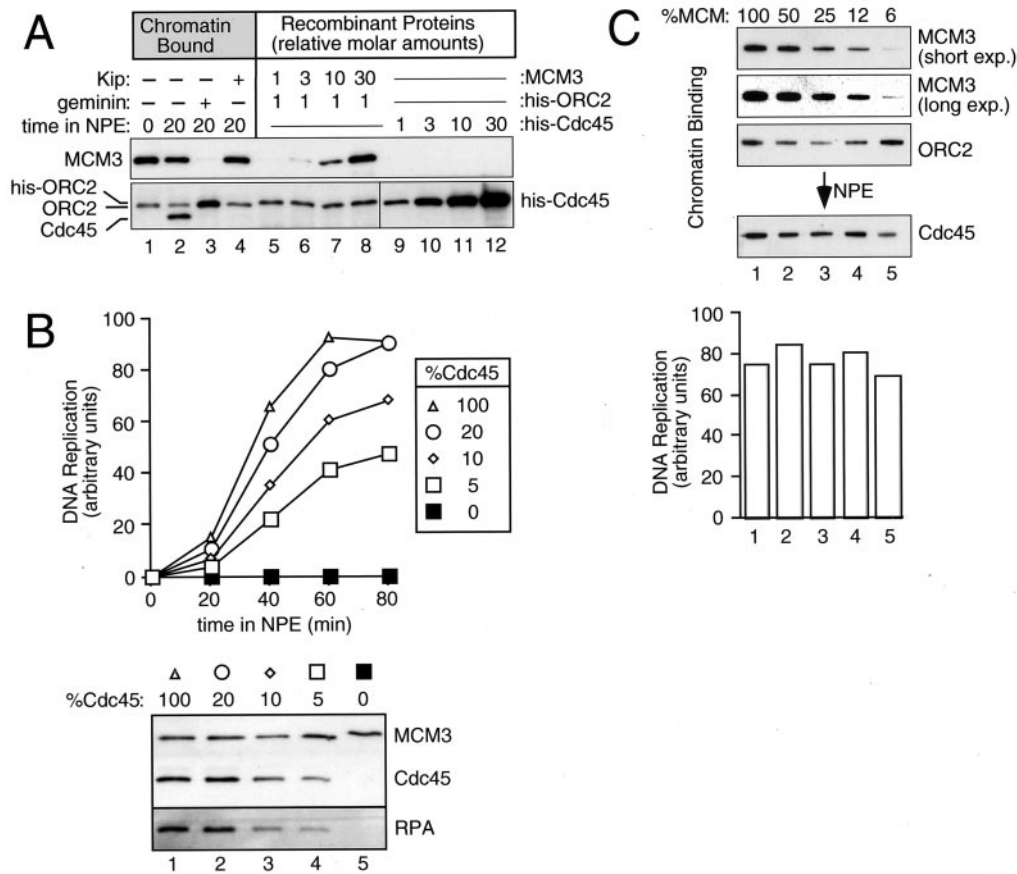 A
Chromatin Bound
Recombinant Proteins (relative molar amounts)
Kip: – – – + 1 3 10 30 :MCM3
geminin: – – + – 1 1 1 1 :his-ORC2
time in NPE: 0 20 20 20 1 3 10 30 :his-Cdc45
MCM3
his-ORC2
ORC2
Cdc45
his-Cdc45
1 2 3 4 5 6 7 8 9 10 11 12
B
DNA Replication (arbitrary units)
100
80
60
40
20
0
0 20 40 60 80
time in NPE (min)
%Cdc45
100
20
10
5
0
%Cdc45: 100 20 10 5 0
MCM3
Cdc45
RPA
1 2 3 4 5
C
%MCM: 100 50 25 12 6
Chromatin Binding
MCM3 (short exp.)
MCM3 (long exp.)
ORC2
NPE
Cdc45
1 2 3 4 5
DNA Replication (arbitrary units)
100
80
60
40
20
0
1 2 3 4 5